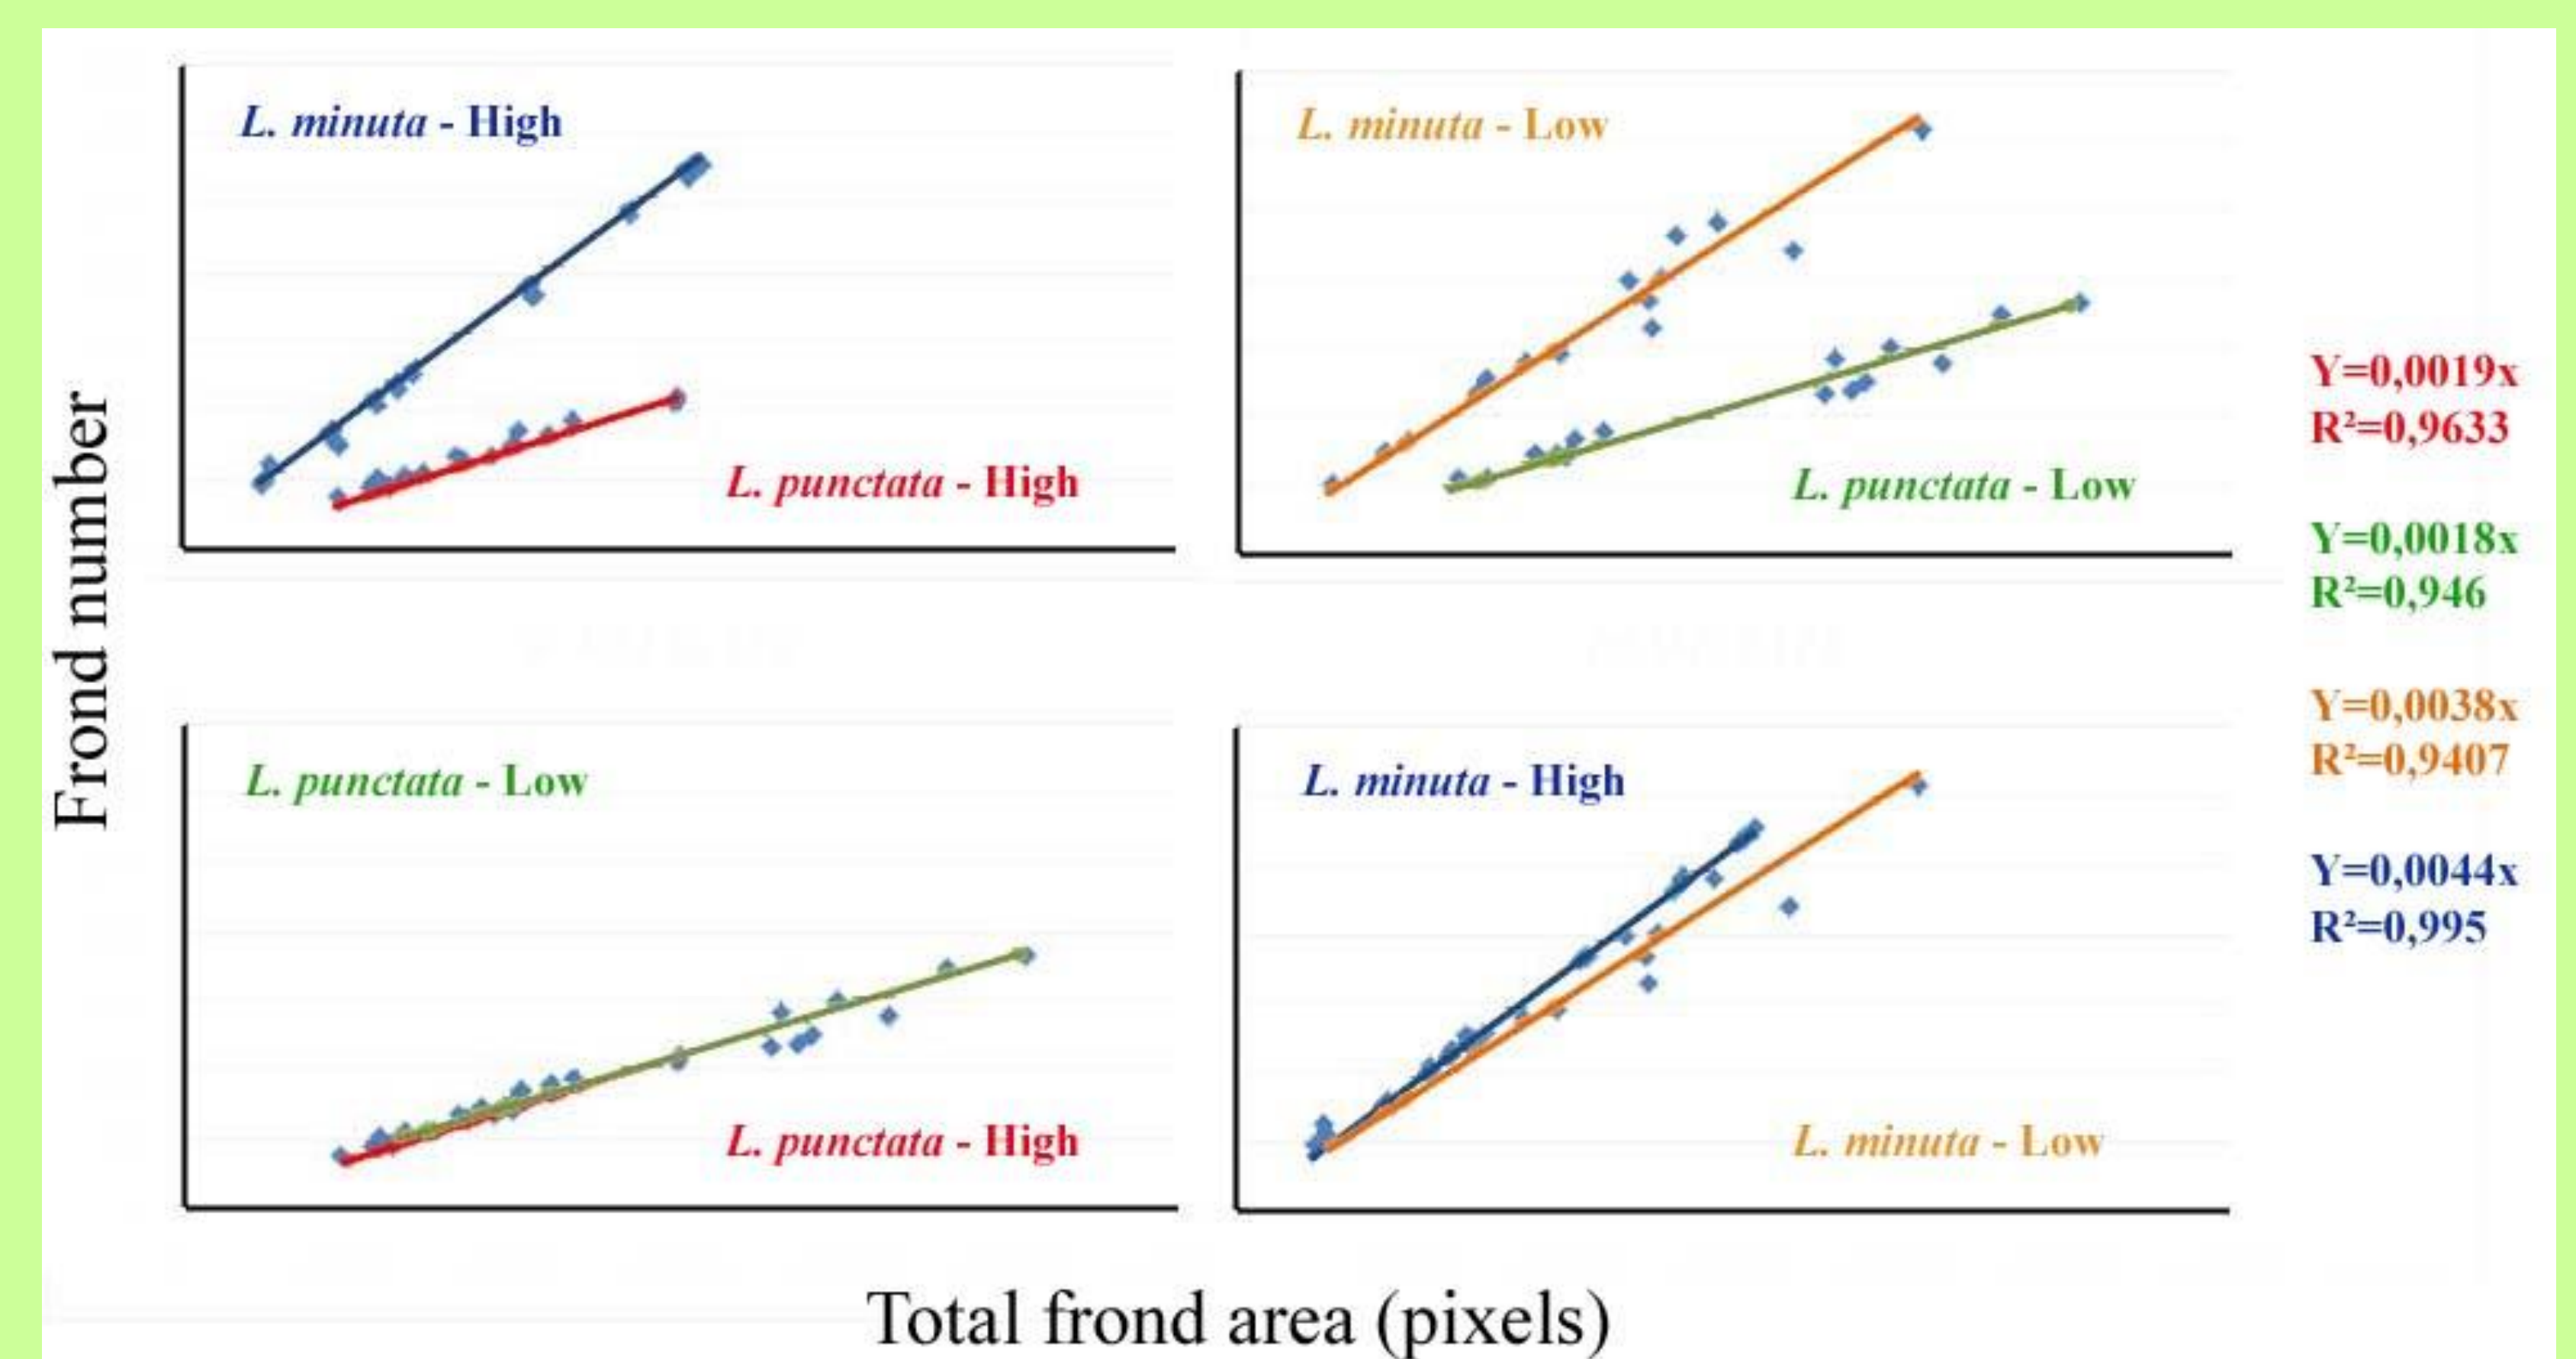 L. minuta - High
L. punctata - High
L. minuta - Low
L. punctata - Low
L. punctata - Low
L. punctata - High
L. minuta - High
L. minuta - Low
Frond number
Total frond area (pixels)
Y=0,0019x
R²=0,9633
Y=0,0018x
R²=0,946
Y=0,0038x
R²=0,9407
Y=0,0044x
R²=0,995